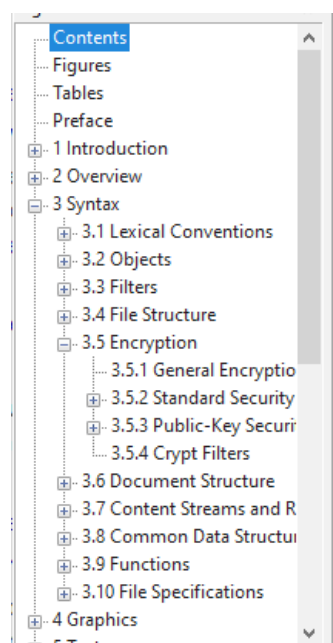 Contents
Figures
Tables
Preface
1 Introduction
2 Overview
3 Syntax
3.1 Lexical Conventions
3.2 Objects
3.3 Filters
3.4 File Structure
3.5 Encryption
3.5.1 General Encryptio
3.5.2 Standard Security
3.5.3 Public-Key Securit
3.5.4 Crypt Filters
3.6 Document Structure
3.7 Content Streams and R
3.8 Common Data Structu
3.9 Functions
3.10 File Specifications
4 Graphics